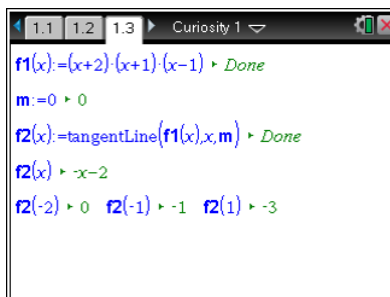 1.1 1.2 1.3 Curiosity 1
f1(x):=(x+2)·(x+1)·(x-1) ▸ Done
m:=0 ▸ 0
f2(x):=tangentLine(f1(x),x,m) ▸ Done
f2(x) ▸ -x-2
f2(-2) ▸ 0 f2(-1) ▸ -1 f2(1) ▸ -3